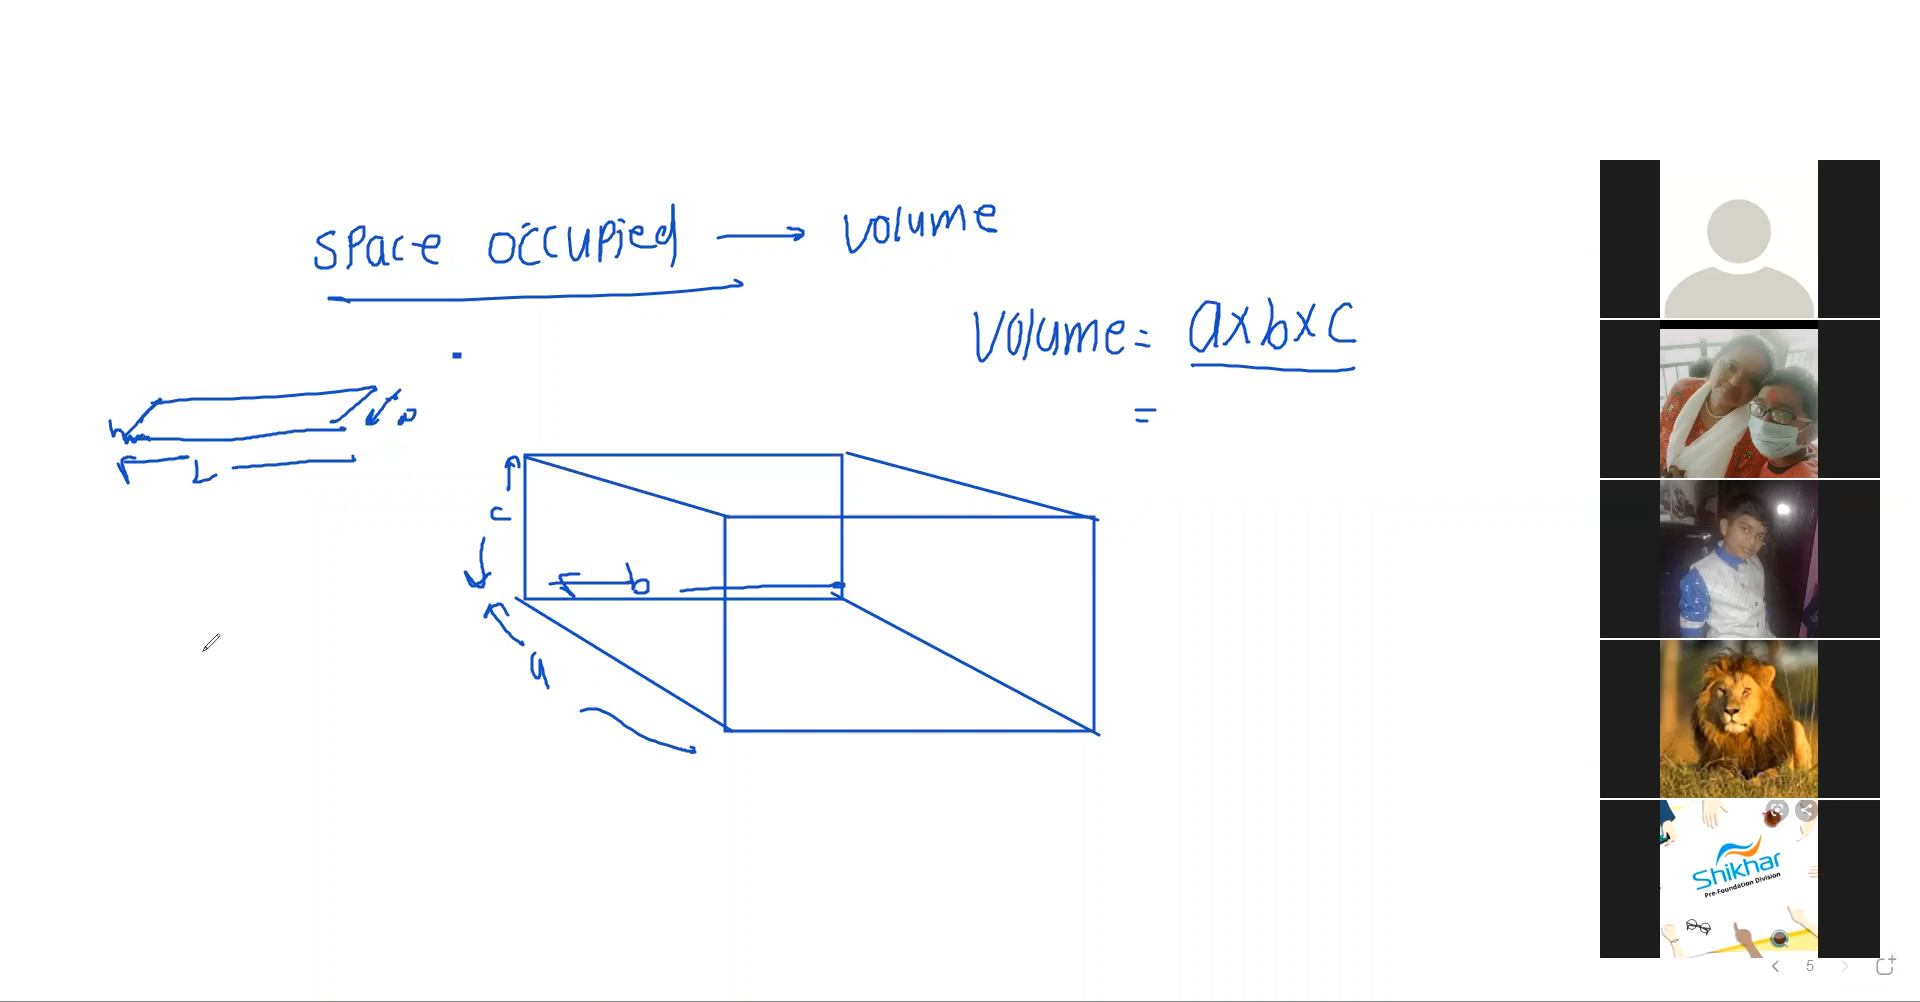 space occupied → volume
Volume = a×b×c
=
L
c
b
a
Shikhar
Pre-Foundation Division
5